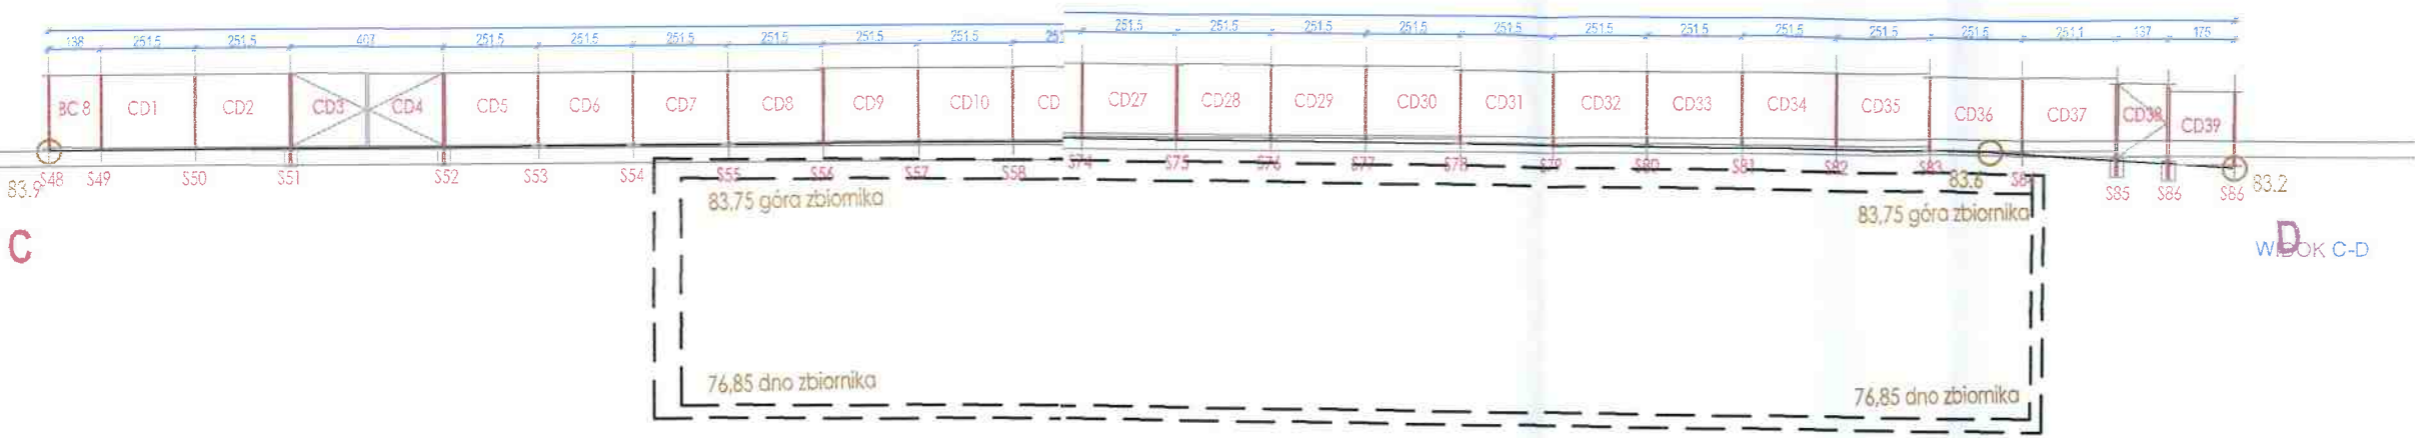 138 251.5 251.5 407 251.5 251.5 251.5 251.5 251.5 251.5 251.5 251.5 251.5 251.5 251.5 251.5 251.5 251.5 251.5 251.5 251.1 137 175
BC 8 CD1 CD2 CD3 CD4 CD5 CD6 CD7 CD8 CD9 CD10 CD CD27 CD28 CD29 CD30 CD31 CD32 CD33 CD34 CD35 CD36 CD37 CD38 CD39
83.9 S48 S49 S50 S51 S52 S53 S54 S55 S56 S57 S58 S74 S75 S76 S77 S78 S79 S80 S81 S82 S83 83.6 S85 S86 S86 83.2
83,75 góra zbiornika 83,75 góra zbiornika
C D
WIDOK C-D
76,85 dno zbiornika 76,85 dno zbiornika